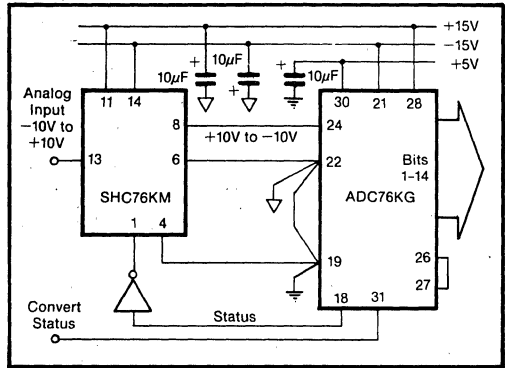 +15V
−15V
+5V
+
10μF
10μF
+
+
10μF
Analog
Input
−10V to
+10V
11
14
30
21
28
8
+10V to −10V
24
13
6
22
Bits
1-14
SHC76KM
ADC76KG
1
4
19
26
27
18
31
Convert
Status
Status